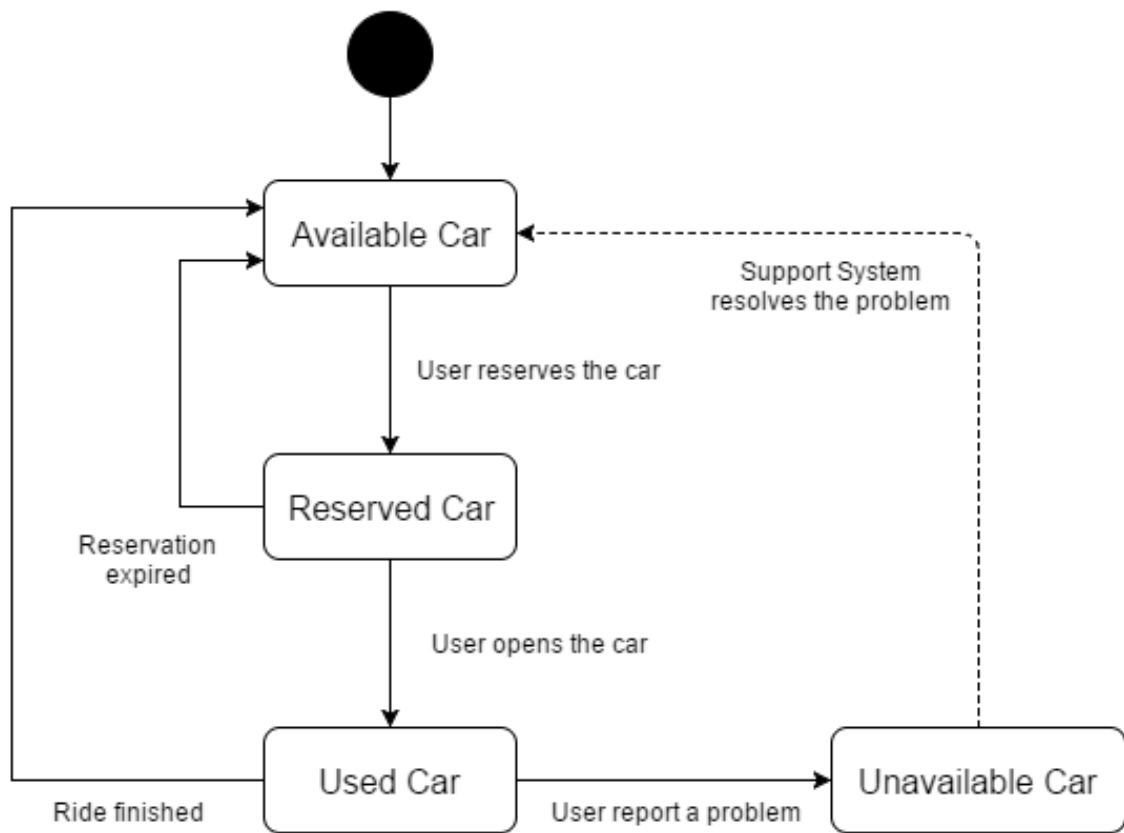 Available Car
Support System
resolves the problem
User reserves the car
Reserved Car
Reservation
expired
User opens the car
Used Car
Unavailable Car
Ride finished
User report a problem